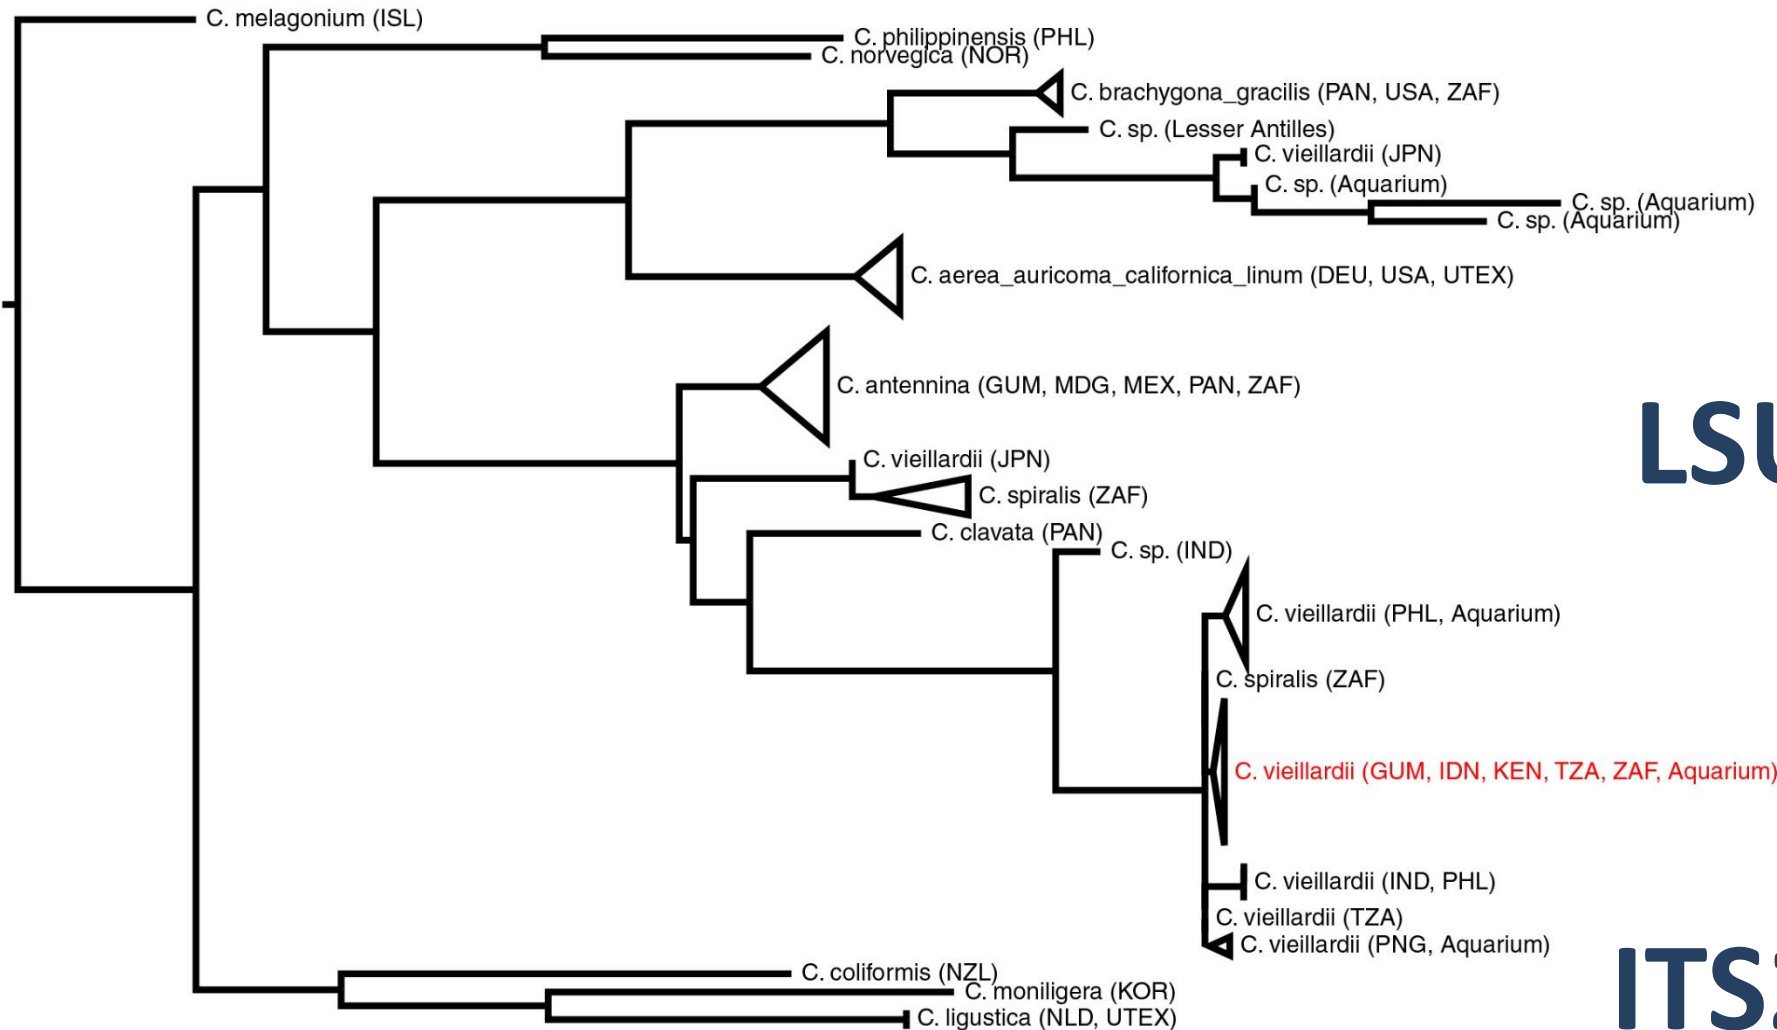 C. melagonium (ISL)
C. philippinensis (PHL)
C. norvegica (NOR)
C. brachygona_gracilis (PAN, USA, ZAF)
C. sp. (Lesser Antilles)
C. vieillardii (JPN)
C. sp. (Aquarium)
C. sp. (Aquarium)
C. sp. (Aquarium)
C. aerea_auricoma_californica_linum (DEU, USA, UTEX)
C. antennina (GUM, MDG, MEX, PAN, ZAF)
LSU
C. vieillardii (JPN)
C. spiralis (ZAF)
C. clavata (PAN)
C. sp. (IND)
C. vieillardii (PHL, Aquarium)
C. spiralis (ZAF)
C. vieillardii (GUM, IDN, KEN, TZA, ZAF, Aquarium)
C. vieillardii (IND, PHL)
C. vieillardii (TZA)
C. vieillardii (PNG, Aquarium)
C. coliformis (NZL)
ITS2
C. moniligera (KOR)
C. ligustica (NLD, UTEX)